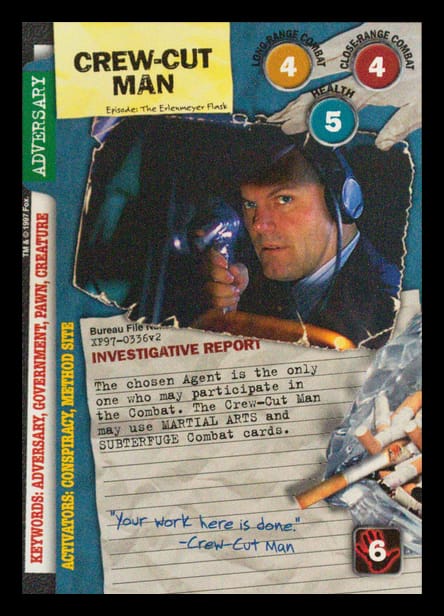 CREW-CUT
MAN
Episode: The Erlenmeyer Flask
LONG-RANGE COMBAT
4
CLOSE-RANGE COMBAT
4
HEALTH
5
ADVERSARY
TM & © 1997 Fox.
KEYWORDS: ADVERSARY, GOVERNMENT, PAWN, CREATURE
ACTIVATORS: CONSPIRACY, METHOD SITE
Bureau File
XF97-0336v2
INVESTIGATIVE REPORT
The chosen Agent is the only
one who may participate in
the Combat. The Crew-Cut Man
may use MARTIAL ARTS and
SUBTERFUGE Combat cards.
"Your work here is done."
-Crew-Cut Man
6